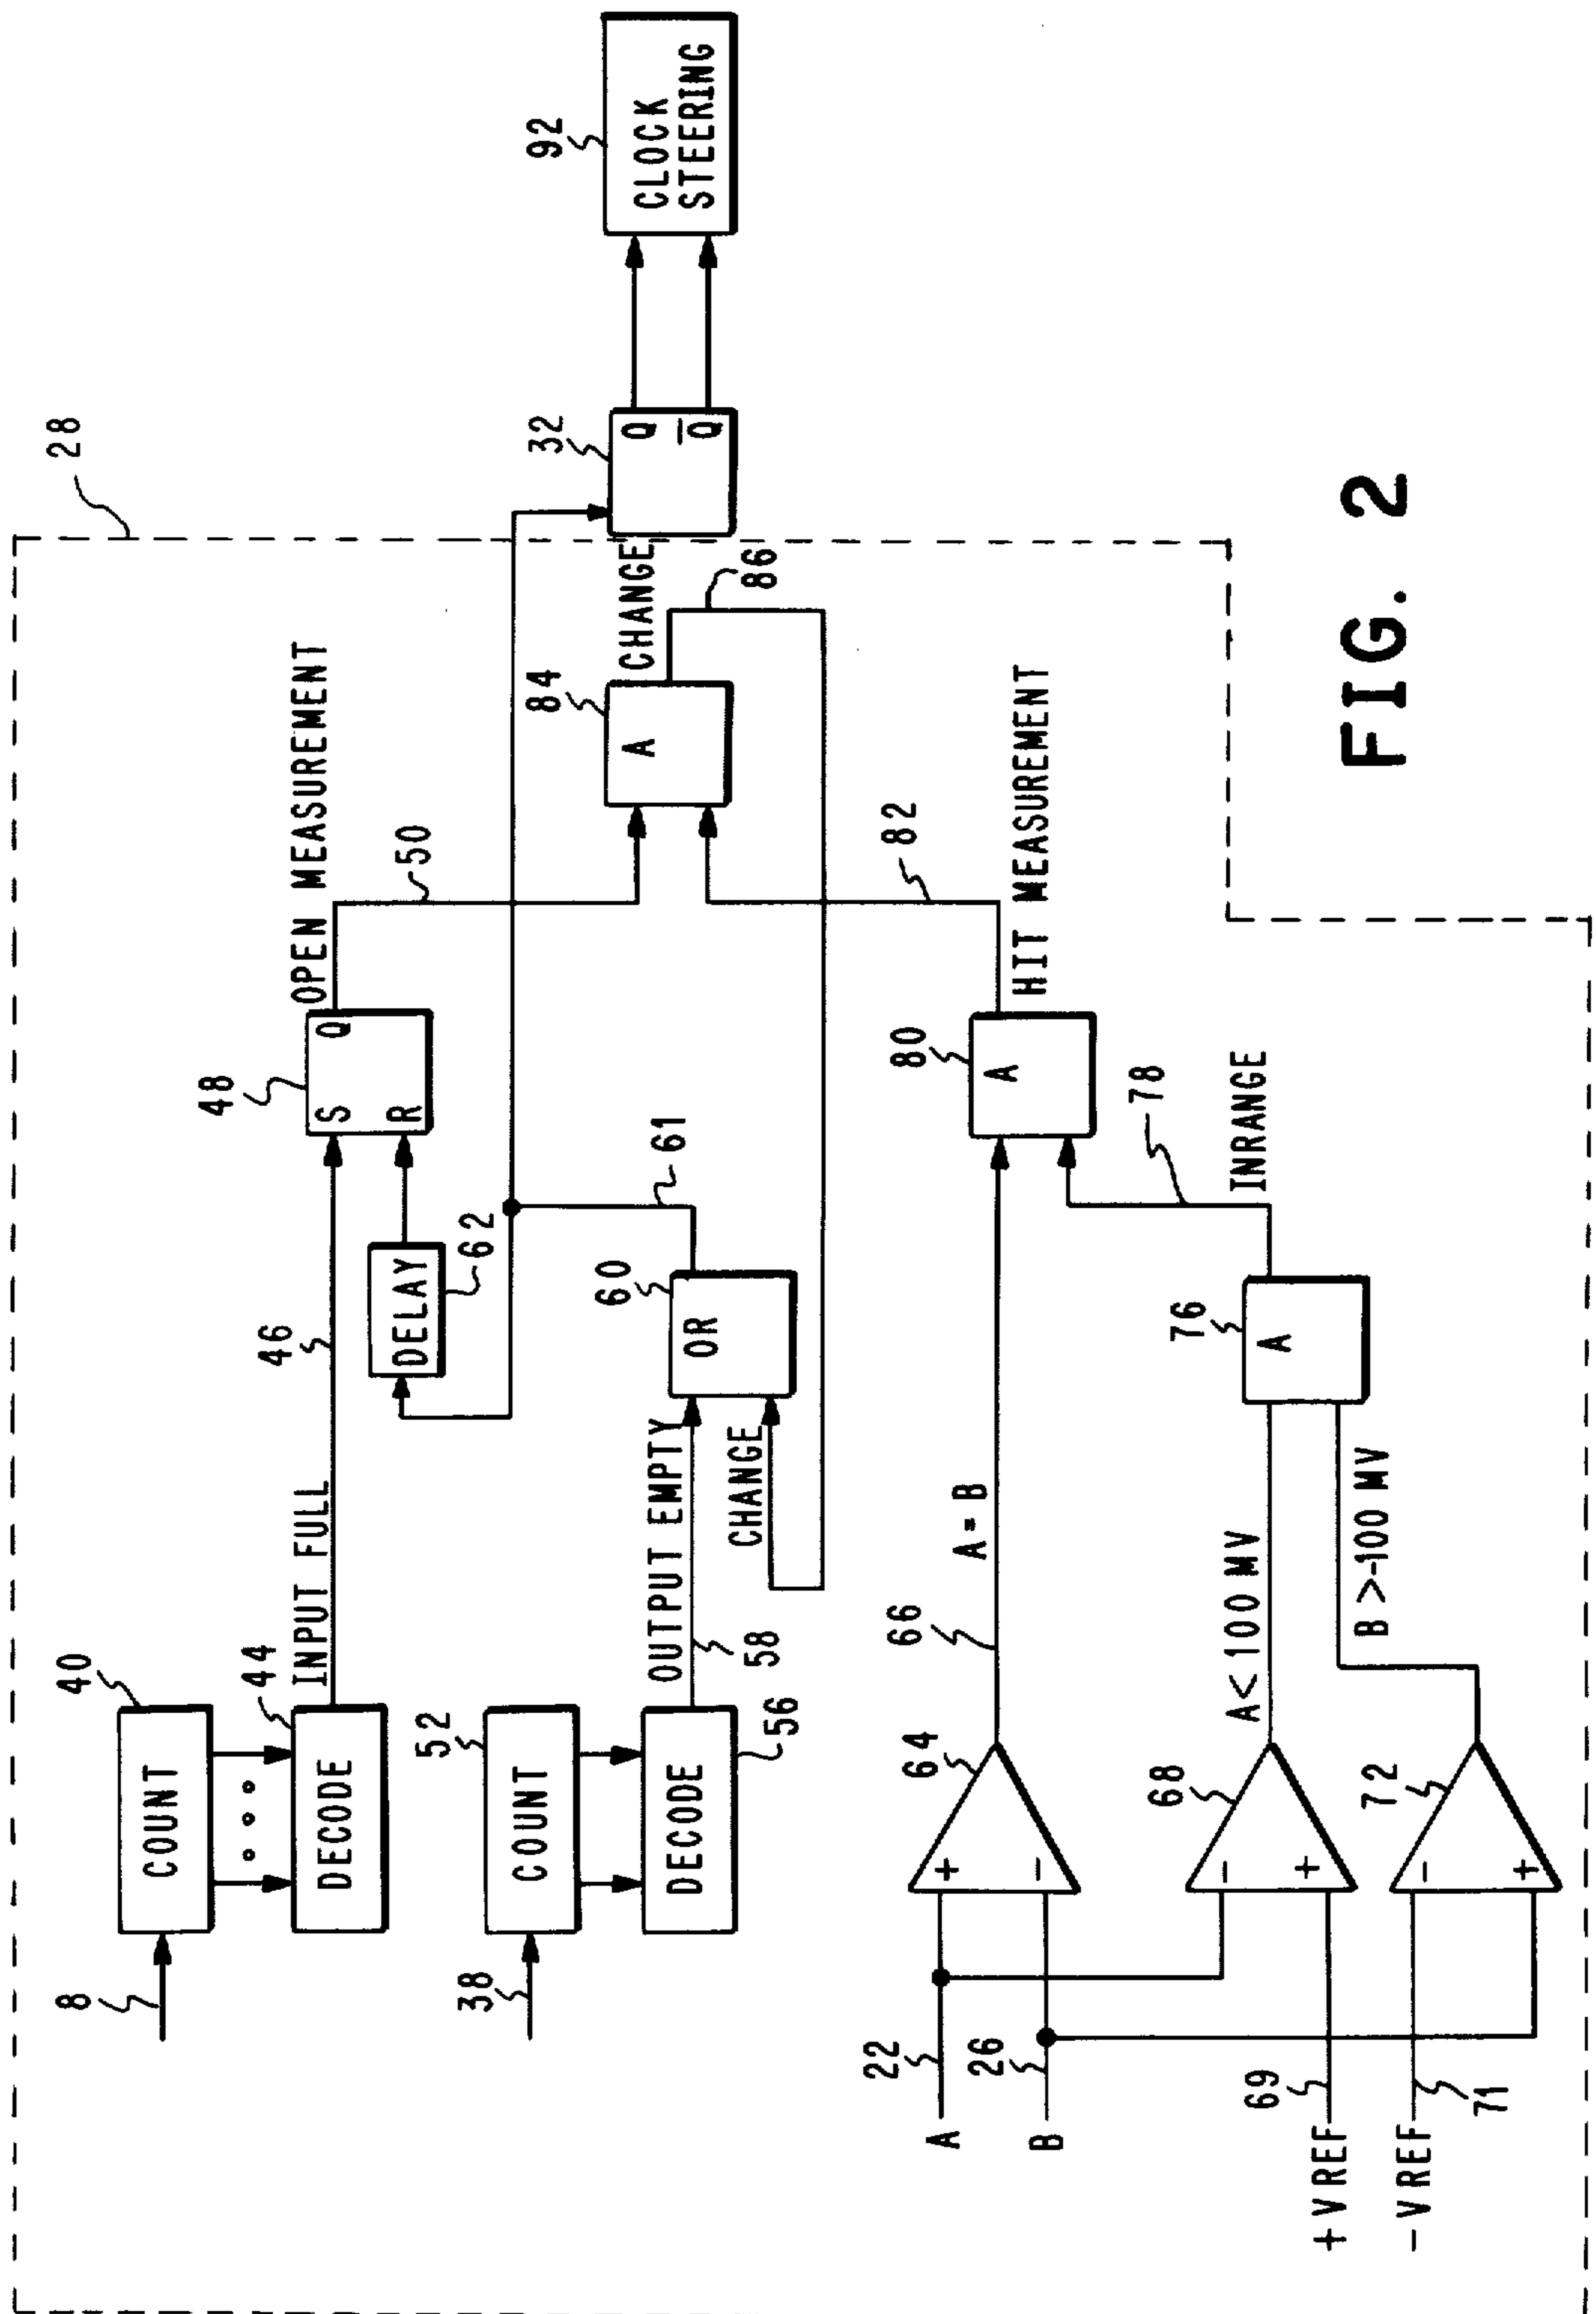 28
8
COUNT
40
DECODE
44
INPUT FULL
46
S
Q
R
48
OPEN MEASUREMENT
50
DELAY
62
38
COUNT
52
DECODE
56
OUTPUT EMPTY
58
OR
60
61
CHANGE
A
84
CHANGE
86
Q
Q̅
32
CLOCK
STEERING
92
A
22
B
26
+
-
64
66
A=B
A
80
82
HIT MEASUREMENT
+VREF
69
-
+
68
A<100 MV
-VREF
71
-
+
72
B>-100 MV
A
76
78
INRANGE
FIG. 2